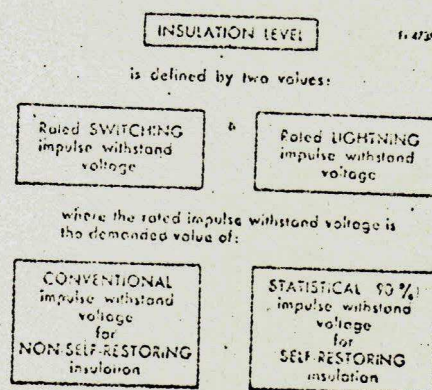 INSULATION LEVEL
is defined by two values:
Rated SWITCHING
impulse withstand
voltage
&
Rated LIGHTNING
impulse withstand
voltage
where the rated impulse withstand voltage is
the demanded value of:
CONVENTIONAL
impulse withstand
voltage
for
NON-SELF-RESTORING
insulation
STATISTICAL 90%
impulse withstand
voltage
for
SELF-RESTORING
insulation